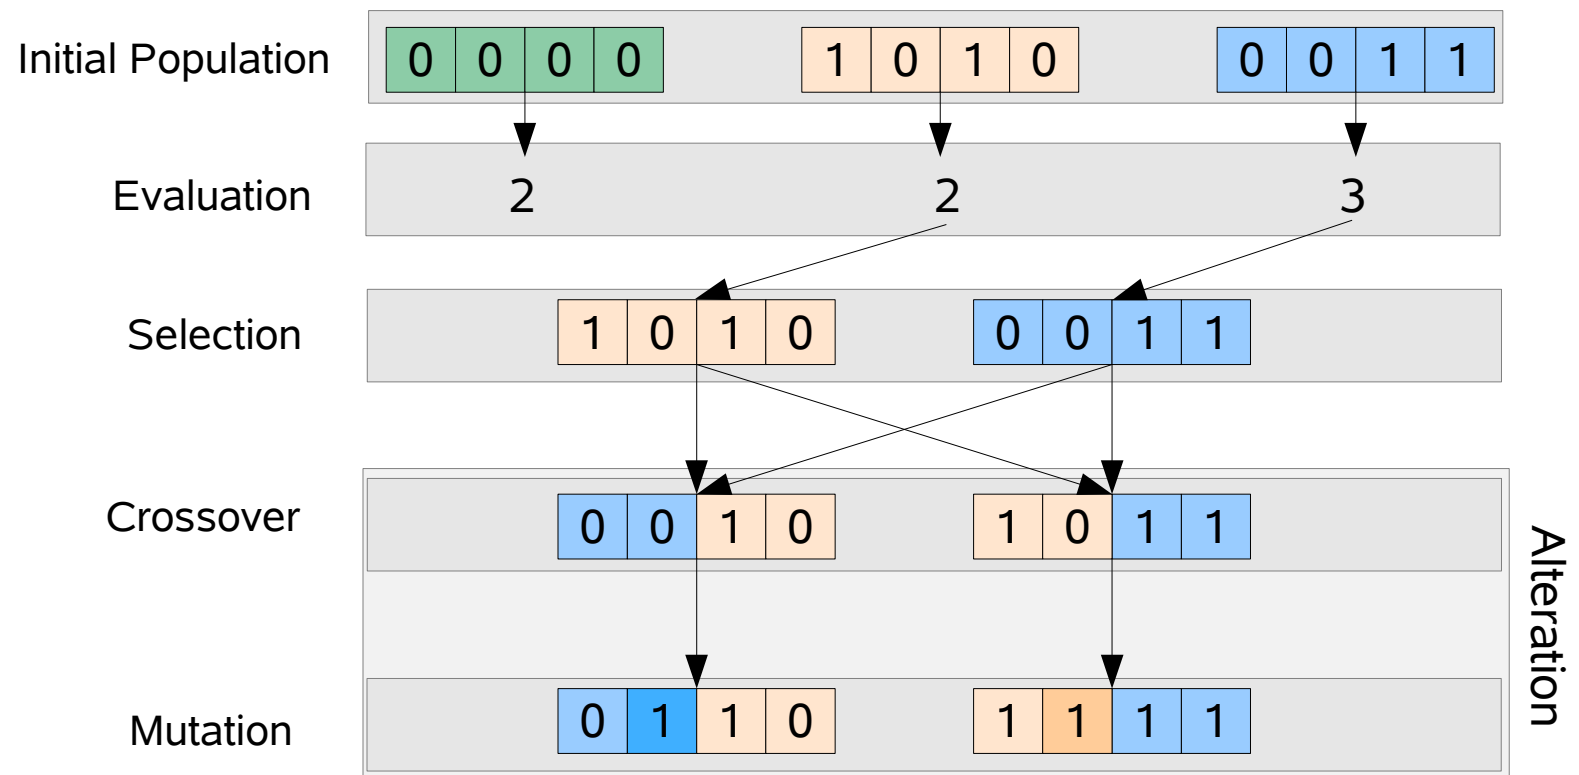 Initial Population 0 0 0 0 1 0 1 0 0 0 1 1
Evaluation 2 2 3
Selection 1 0 1 0 0 0 1 1
Crossover 0 0 1 0 1 0 1 1
Mutation 0 1 1 0 1 1 1 1
Alteration